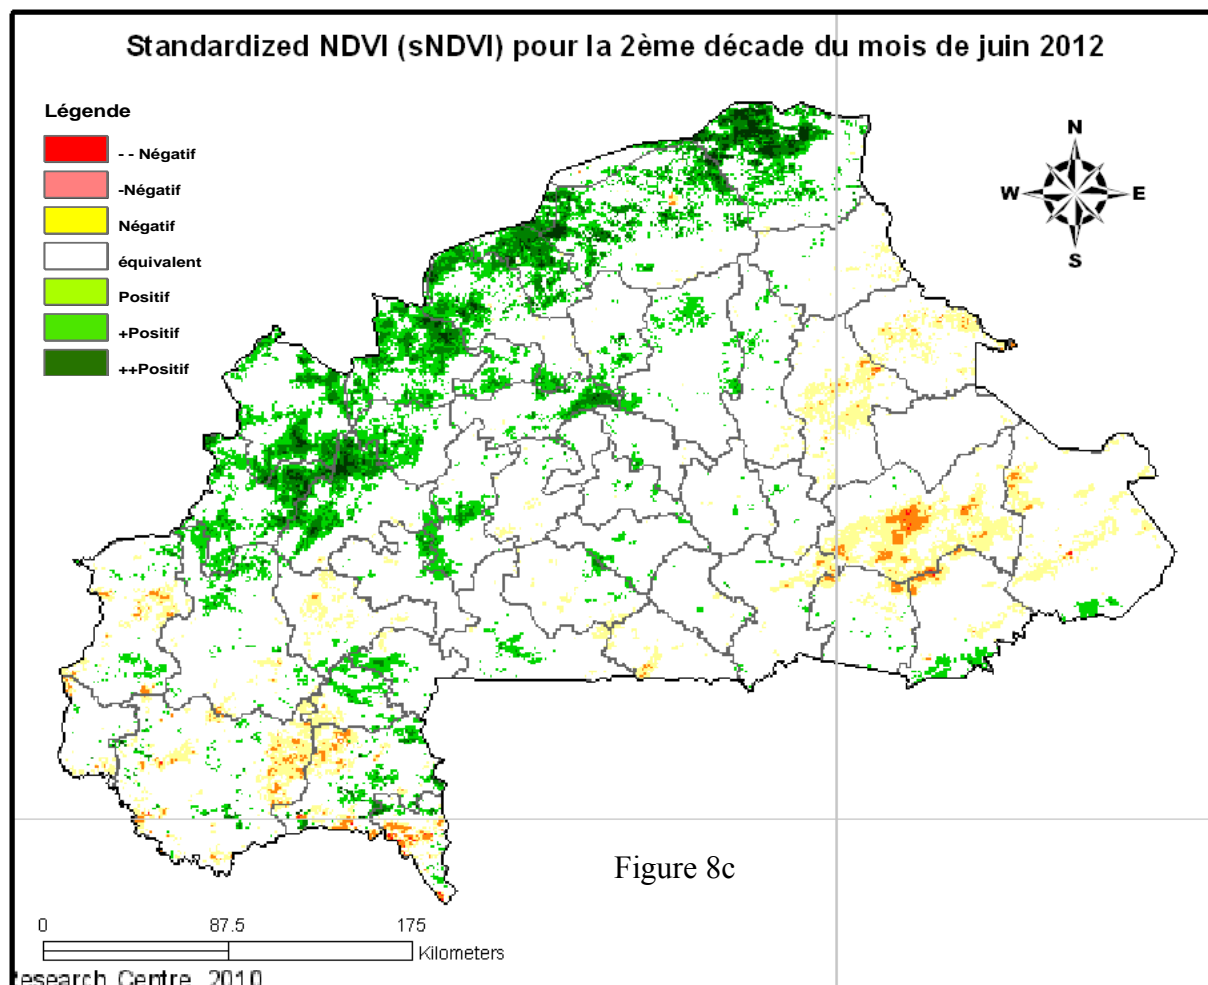 Standardized NDVI (sNDVI) pour la 2ème décade du mois de juin 2012
Légende
- - Négatif
-Négatif
Négatif
équivalent
Positif
+Positif
++Positif
N
W E
S
Figure 8c
0 87.5 175
Kilometers
esearch Centre 2010